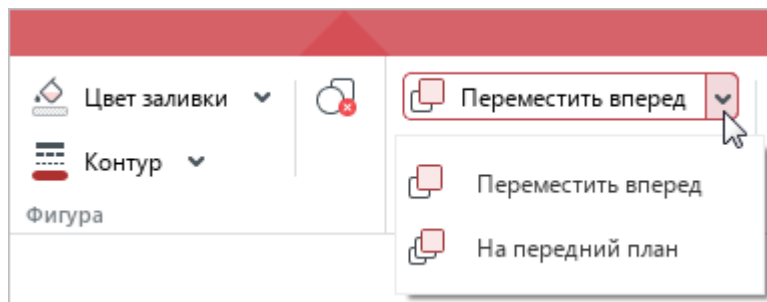 Цвет заливки
Переместить вперед
Контур
Фигура
Переместить вперед
На передний план